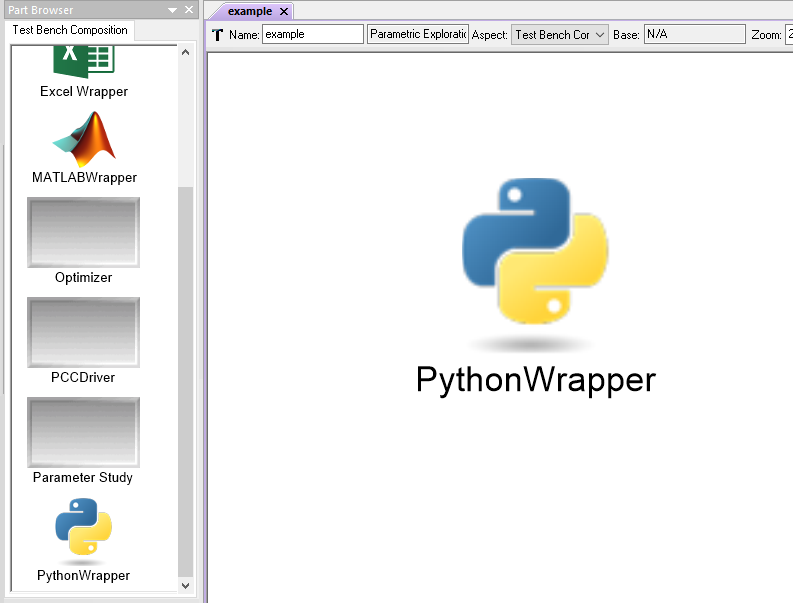 Part Browser
Test Bench Composition
Excel Wrapper
MATLABWrapper
Optimizer
PCCDriver
Parameter Study
PythonWrapper
example
Name: example Parametric Exploratio Aspect: Test Bench Cor Base: N/A Zoom: 2
PythonWrapper